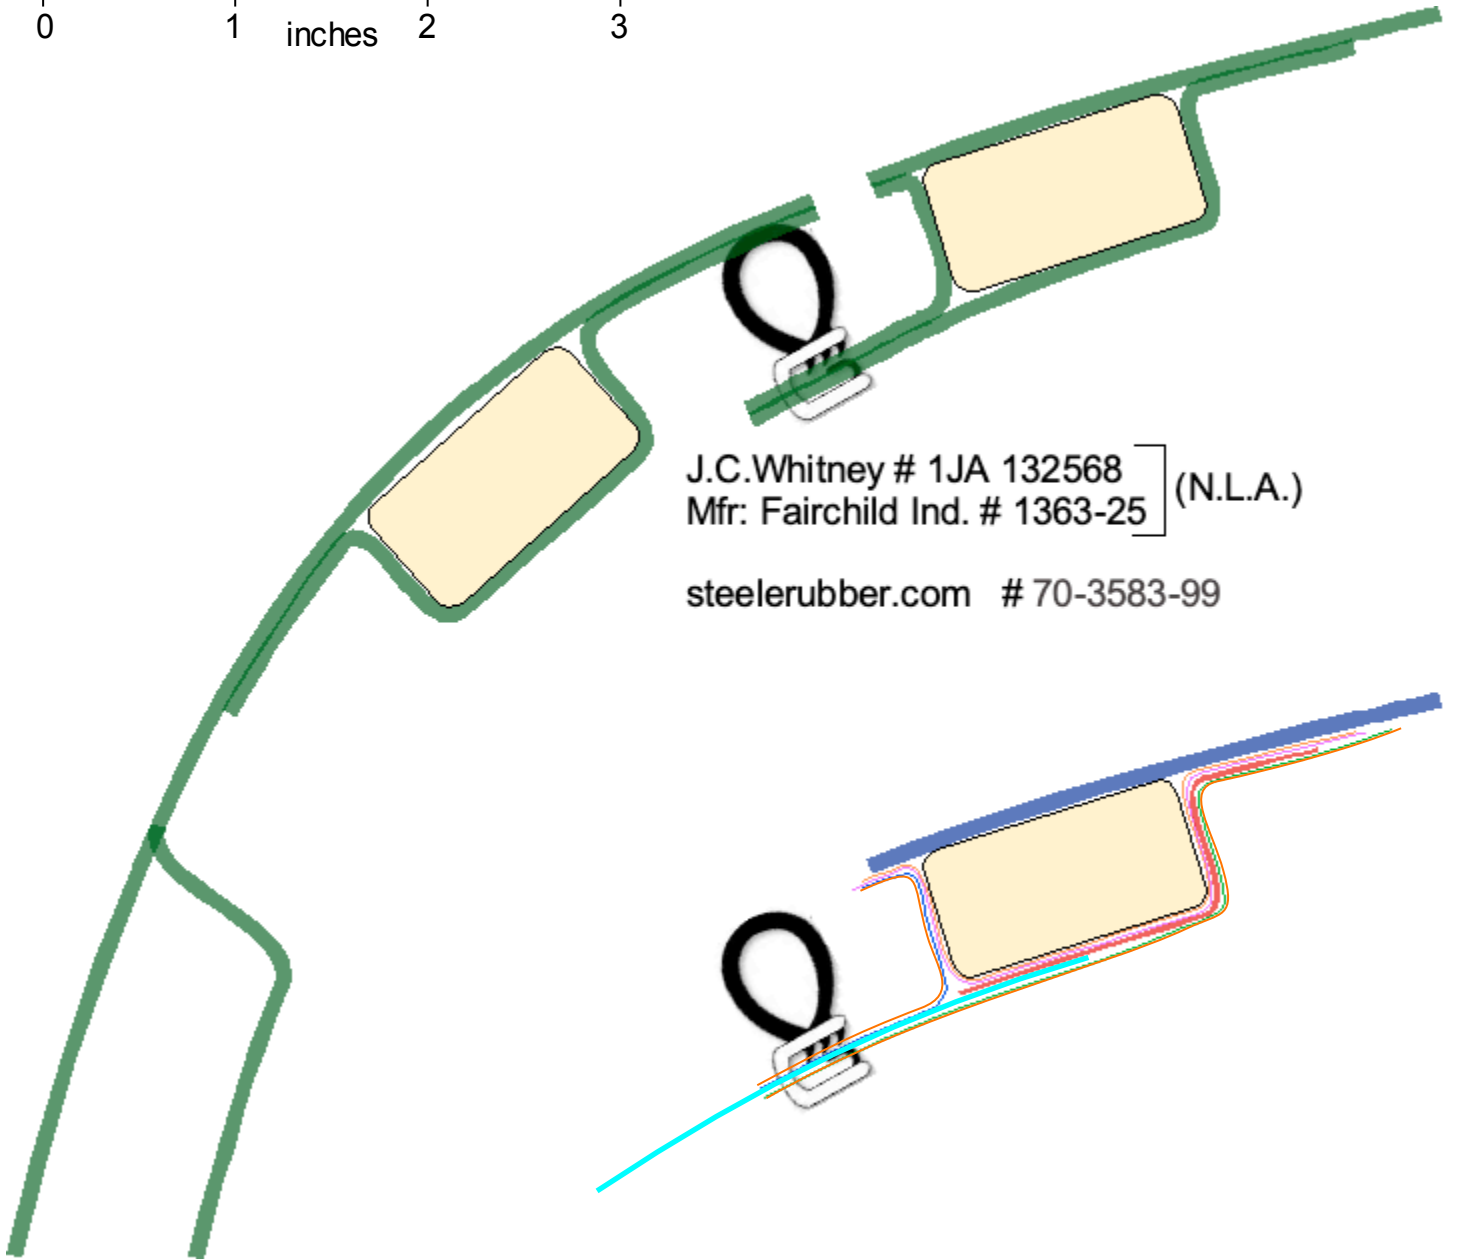 0 1 inches 2 3
J.C.Whitney # 1JA 132568
Mfr: Fairchild Ind. # 1363-25
(N.L.A.)
steelerubber.com # 70-3583-99